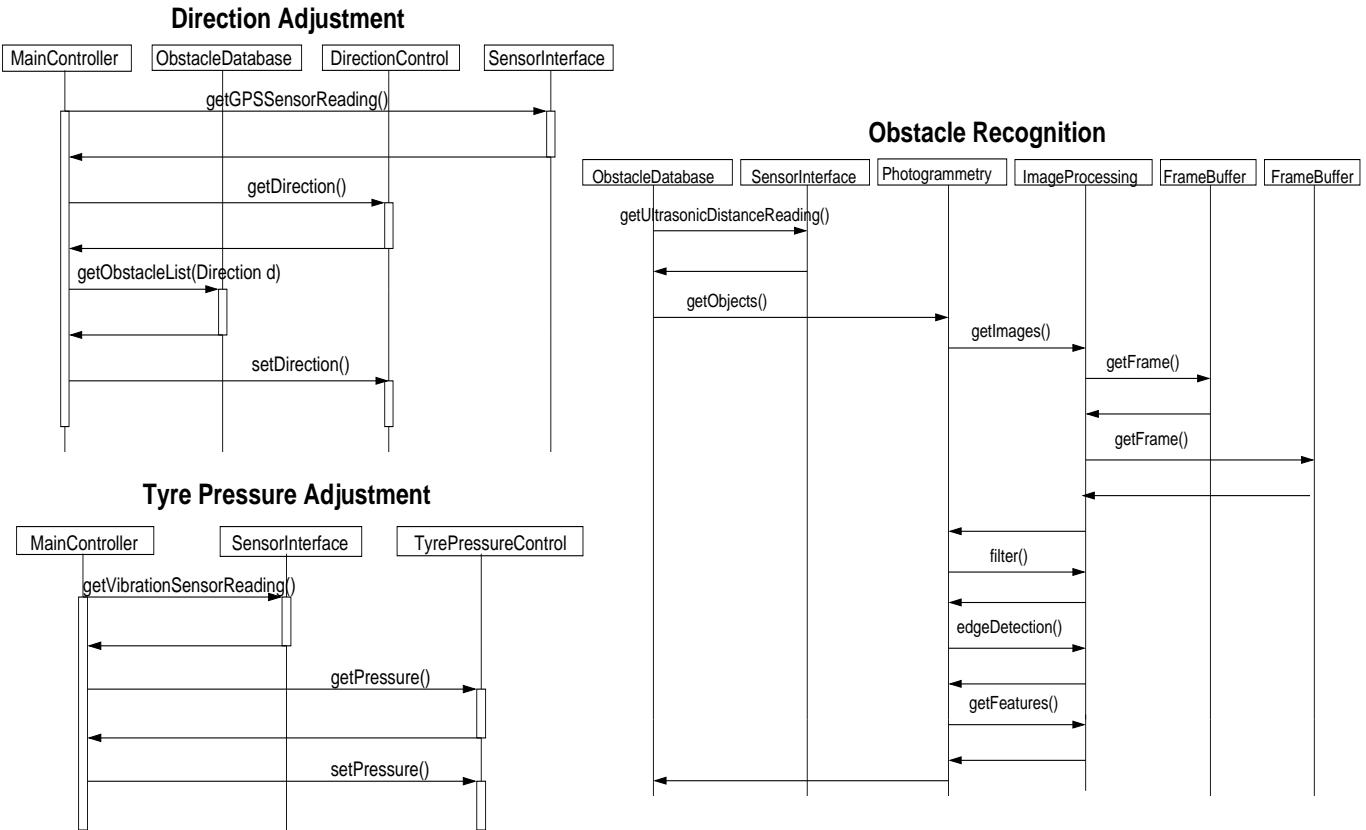 Direction Adjustment
MainController
ObstacleDatabase
DirectionControl
SensorInterface
getGPSSensorReading()
getDirection()
getObstacleList(Direction d)
setDirection()
Tyre Pressure Adjustment
MainController
SensorInterface
TyrePressureControl
getVibrationSensorReading()
getPressure()
setPressure()
Obstacle Recognition
ObstacleDatabase
SensorInterface
Photogrammetry
ImageProcessing
FrameBuffer
FrameBuffer
getUltrasonicDistanceReading()
getObjects()
getImages()
getFrame()
getFrame()
filter()
edgeDetection()
getFeatures()